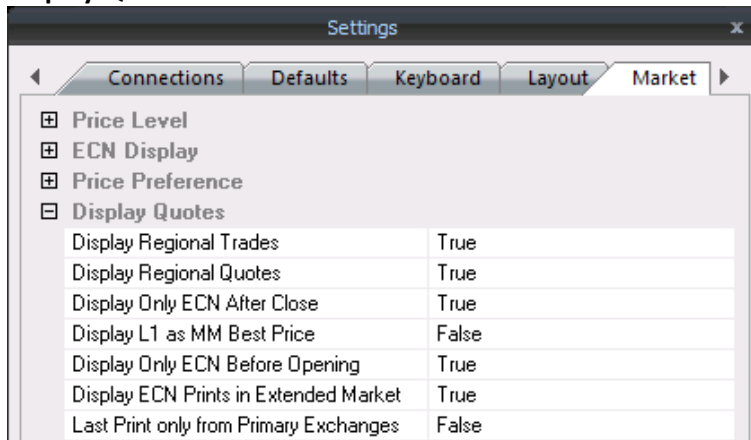 Settings x
Connections Defaults Keyboard Layout Market
Price Level
ECN Display
Price Preference
Display Quotes
Display Regional Trades True
Display Regional Quotes True
Display Only ECN After Close True
Display L1 as MM Best Price False
Display Only ECN Before Opening True
Display ECN Prints in Extended Market True
Last Print only from Primary Exchanges False